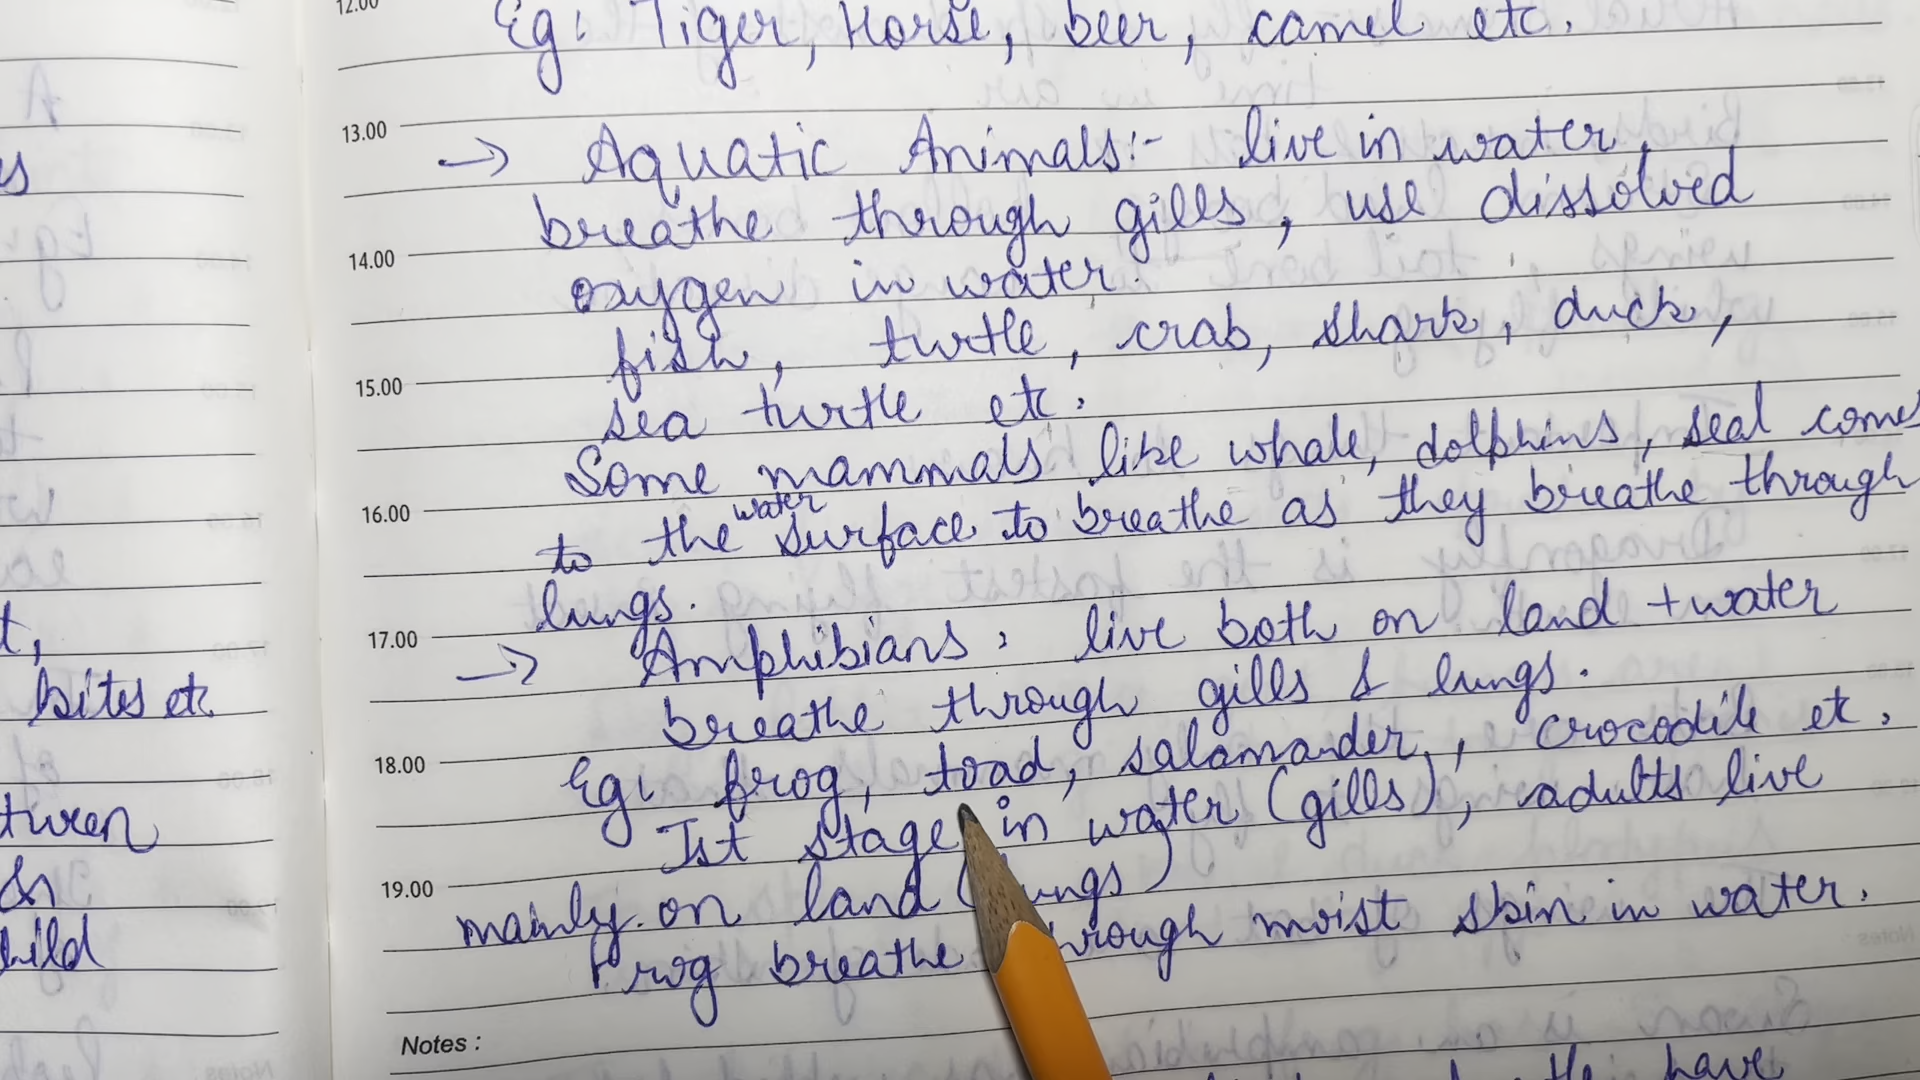 12.00
Eg: Tiger, Horse, beer, camel etc.
13.00
→ Aquatic Animals:- live in water,
breathe through gills, use dissolved
14.00
oxygen in water.
fish, turtle, crab, shark, duck,
15.00
sea turtle etc.
Some mammals like whale, dolphins, seal comes
16.00
to the water surface to breathe as they breathe through
lungs.
17.00
→ Amphibians: live both on land + water
breathe through gills & lungs.
18.00
Eg: frog, toad, salamander, crocodile etc.
Ist stage in water (gills), adults live
19.00
mainly on land (lungs)
Frog breathe through moist skin in water.
Notes :
have
bites etc